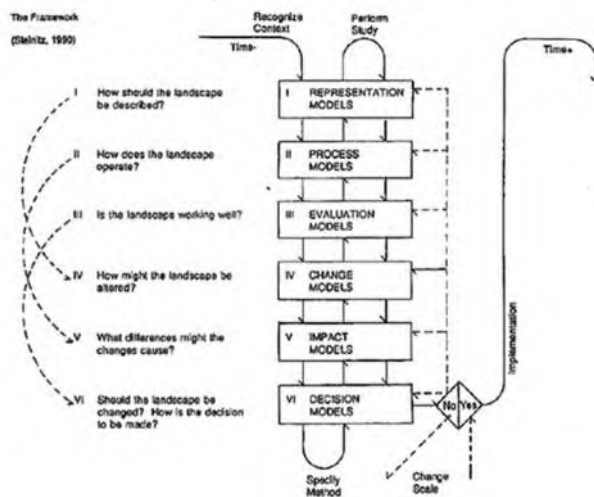 The Framework
(Steinitz, 1990)
Recognize
Context
Perform
Study
Time-
Time+
I How should the landscape
be described?
I REPRESENTATION
MODELS
II How does the landscape
operate?
II PROCESS
MODELS
III Is the landscape working well?
III EVALUATION
MODELS
IV How might the landscape be
altered?
IV CHANGE
MODELS
V What differences might the
changes cause?
V IMPACT
MODELS
VI Should the landscape be
changed? How is the decision
to be made?
VI DECISION
MODELS
No Yes
Implementation
Specify
Method
Change
Scale